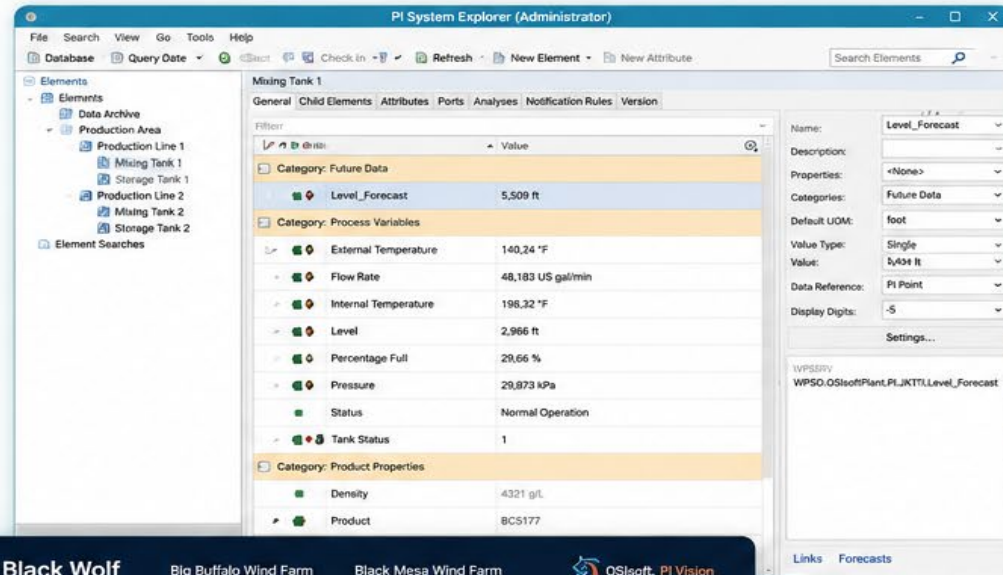 PI System Explorer (Administrator)
File Search View Go Tools Help
Database Query Date Check In Refresh New Element New Attribute Search Elements
Elements
Elements
Data Archive
Production Area
Production Line 1
Mixing Tank 1
Storage Tank 1
Production Line 2
Mixing Tank 2
Storage Tank 2
Element Searches
Mixing Tank 1
General Child Elements Attributes Ports Analyses Notification Rules Version
Value
Category: Future Data
Level_Forecast 5,509 ft
Category: Process Variables
External Temperature 140,24 °F
Flow Rate 48,183 US gal/min
Internal Temperature 198,32 °F
Level 2,966 ft
Percentage Full 29,66 %
Pressure 29,873 kPa
Status Normal Operation
Tank Status 1
Category: Product Properties
Density 4321 g/L
Product BCS177
Name: Level_Forecast
Description:
Properties: <None>
Categories: Future Data
Default UOM: foot
Value Type: Single
Value:
Data Reference: PI Point
Display Digits: -5
Settings...
Links Forecasts
Black Wolf Big Buffalo Wind Farm Black Mesa Wind Farm OSIsoft. PI Vision